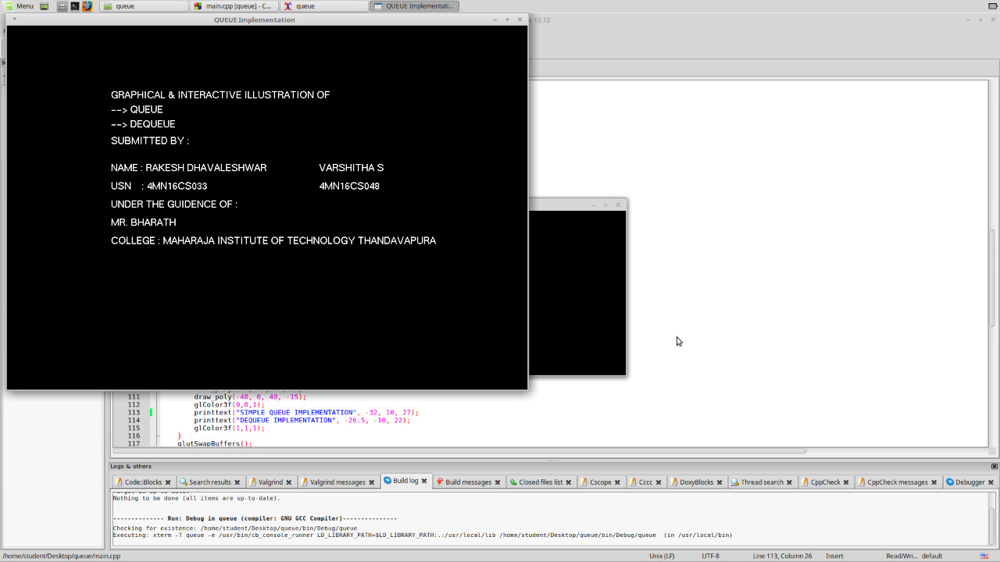 Menu queue main.cpp [queue] - C... queue QUEUE Implementati...
QUEUE Implementation
s 13.12
GRAPHICAL & INTERACTIVE ILLUSTRATION OF
--> QUEUE
--> DEQUEUE
SUBMITTED BY :
NAME : RAKESH DHAVALESHWAR VARSHITHA S
USN : 4MN16CS033 4MN16CS048
UNDER THE GUIDENCE OF :
MR. BHARATH
COLLEGE : MAHARAJA INSTITUTE OF TECHNOLOGY THANDAVAPURA
111 draw_poly(-40, 0, 40, -15);
112 glColor3f(0,0,1);
113 printtext("SIMPLE QUEUE IMPLEMENTATION", -32, 10, 27);
114 printtext("DEQUEUE IMPLEMENTATION", -26.5, -10, 22);
115 glColor3f(1,1,1);
116 }
117 glutSwapBuffers();
Logs & others
Code::Blocks Search results Valgrind Valgrind messages Build log Build messages Closed files list Cscope Cccc DoxyBlocks Thread search CppCheck CppCheck messages Debugger
Nothing to be done (all items are up-to-date).
-------------- Run: Debug in queue (compiler: GNU GCC Compiler)---------------
Checking for existence: /home/student/Desktop/queue/bin/Debug/queue
Executing: xterm -T queue -e /usr/bin/cb_console_runner LD_LIBRARY_PATH=$LD_LIBRARY_PATH:.:/usr/local/lib /home/student/Desktop/queue/bin/Debug/queue (in /usr/local/bin)
/home/student/Desktop/queue/main.cpp Unix (LF) UTF-8 Line 113, Column 26 Insert Read/Wri... default